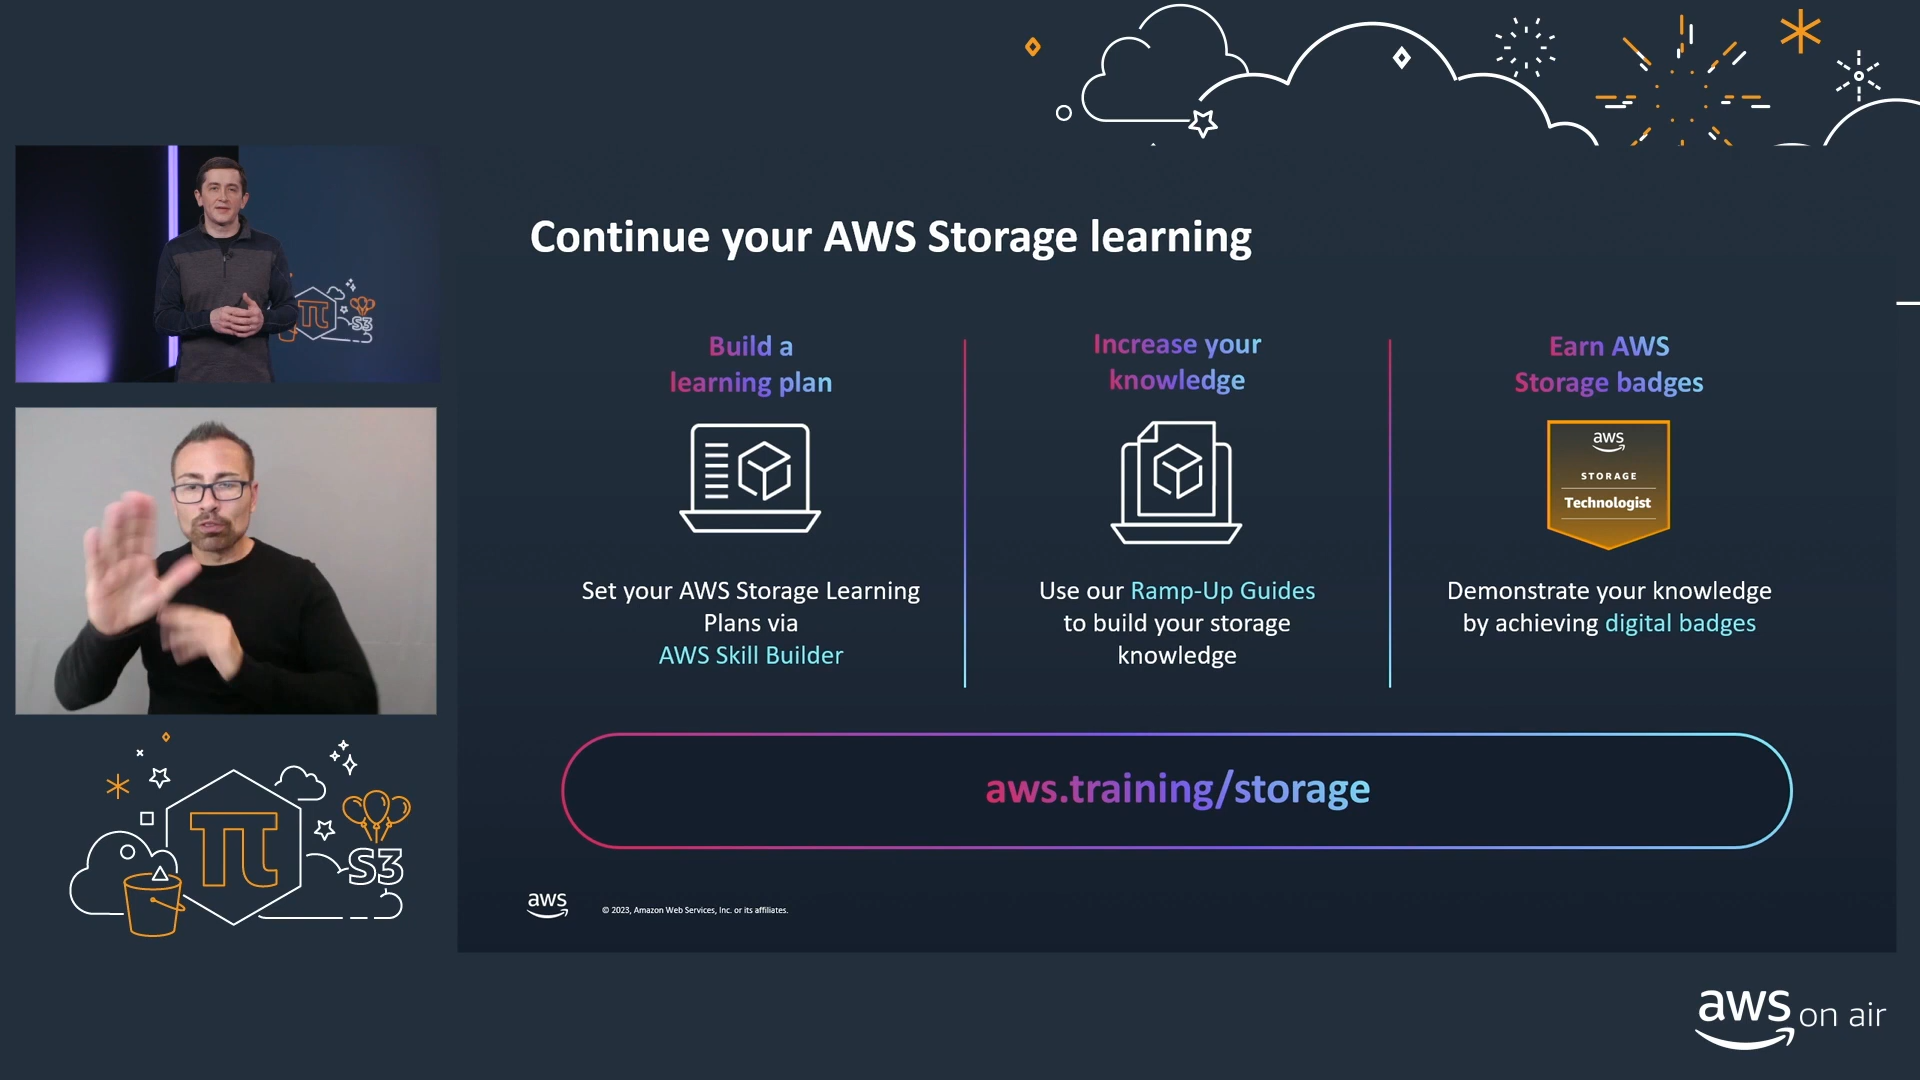 Continue your AWS Storage learning
Build a
learning plan
Set your AWS Storage Learning
Plans via
AWS Skill Builder
Increase your
knowledge
Use our Ramp-Up Guides
to build your storage
knowledge
Earn AWS
Storage badges
aws
STORAGE
Technologist
Demonstrate your knowledge
by achieving digital badges
aws.training/storage
aws
© 2023, Amazon Web Services, Inc. or its affiliates.
π
S3
π
S3
aws on air